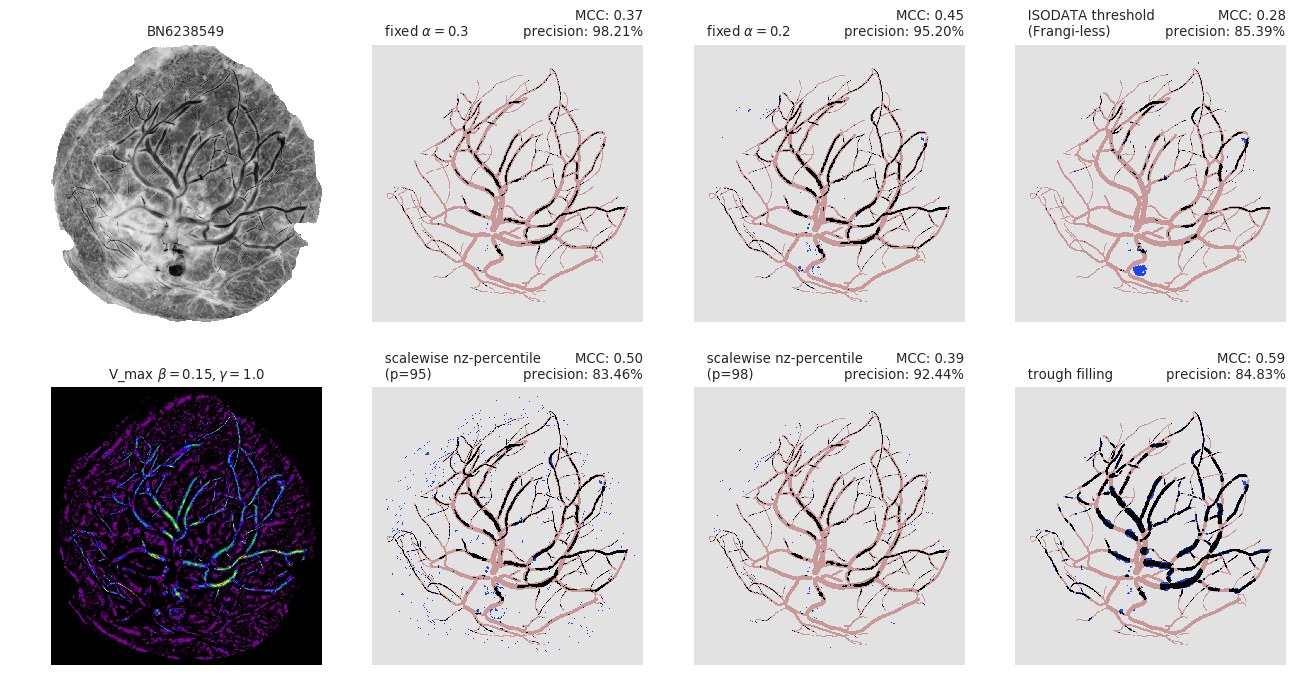 BN6238549
MCC: 0.37
fixed α = 0.3 precision: 98.21%
MCC: 0.45
fixed α = 0.2 precision: 95.20%
ISODATA threshold MCC: 0.28
(Frangi-less) precision: 85.39%
V_max β = 0.15, γ = 1.0
scalewise nz-percentile MCC: 0.50
(p=95) precision: 83.46%
scalewise nz-percentile MCC: 0.39
(p=98) precision: 92.44%
MCC: 0.59
trough filling precision: 84.83%